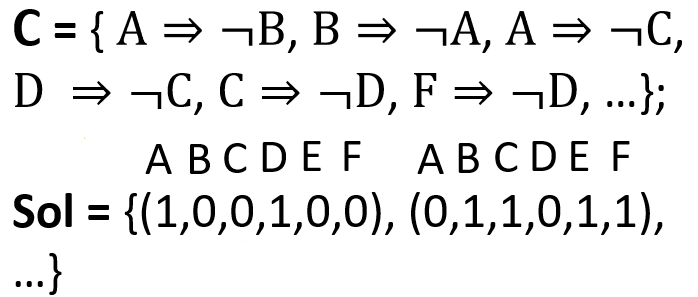 C = { A ⇒ ¬B, B ⇒ ¬A, A ⇒ ¬C,
D ⇒ ¬C, C ⇒ ¬D, F ⇒ ¬D, ...};
A B C D E F A B C D E F
Sol = {(1,0,0,1,0,0), (0,1,1,0,1,1),
...}